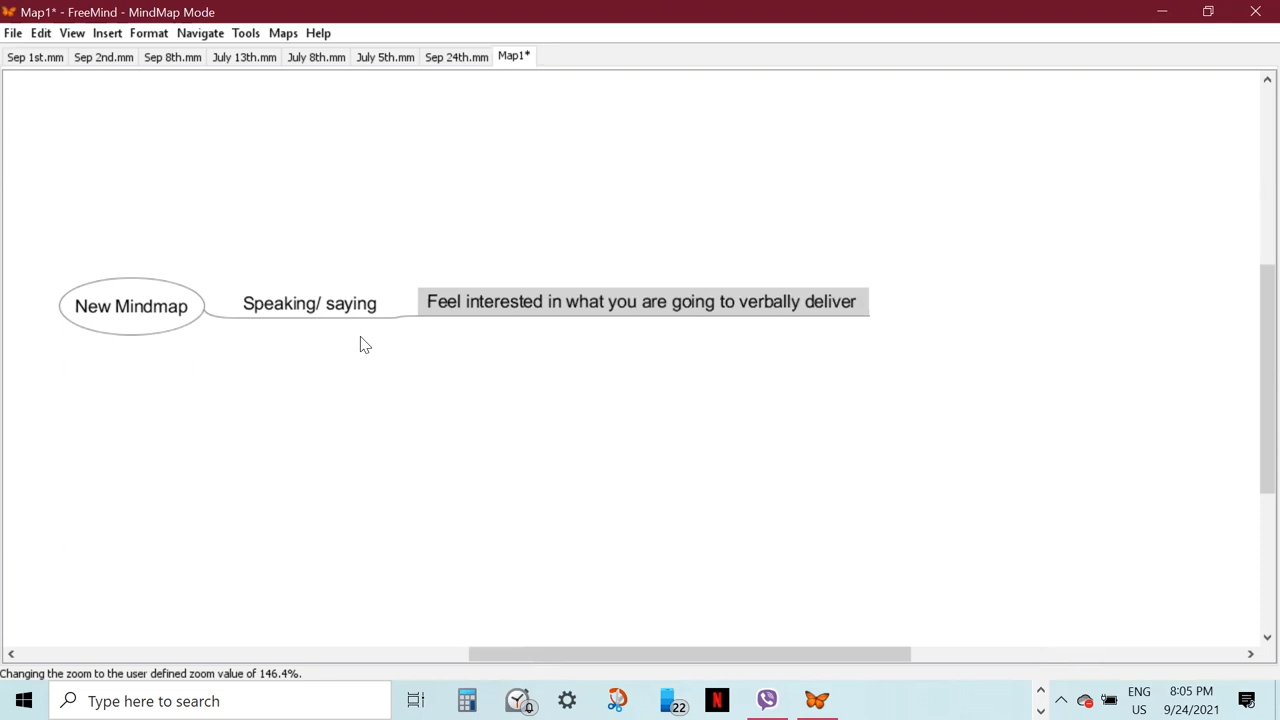 Map1* - FreeMind - MindMap Mode
File Edit View Insert Format Navigate Tools Maps Help
Sep 1st.mm Sep 2nd.mm Sep 8th.mm July 13th.mm July 8th.mm July 5th.mm Sep 24th.mm Map1*
New Mindmap Speaking/ saying Feel interested in what you are going to verbally deliver
Changing the zoom to the user defined zoom value of 146.4%.
Type here to search 22 N ENG 8:05 PM
US 9/24/2021